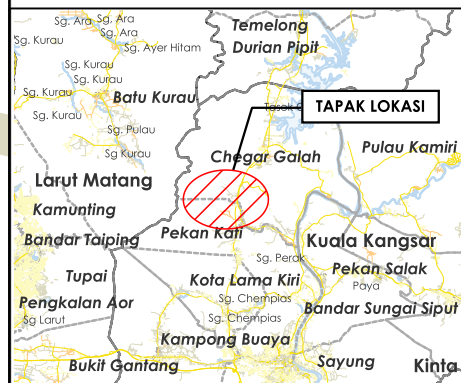 Sg. Ara
Sg. Ara
Sg. Kurau
Sg. Ara
Sg. Ayer Hitam
Temelong
Durian Pipit
Sg. Kurau
Sg. Kurau
Sg. Kurau
Batu Kurau
Sg. Kurau
Sg. Pulau
Sg Kurau
TAPAK LOKASI
Chegar Galah
Pulau Kamiri
Larut Matang
Kamunting
Bandar Taiping
Pekan Kati
Kuala Kangsar
Sg. Perak
Pekan Salak
Paya
Tupai
Kota Lama Kiri
Pengkalan Aor
Sg. Chempias
Bandar Sungai Siput
Sg Larut
Sg. Chempias
Kampong Buaya
Bukit Gantang
Sayung
Kinta